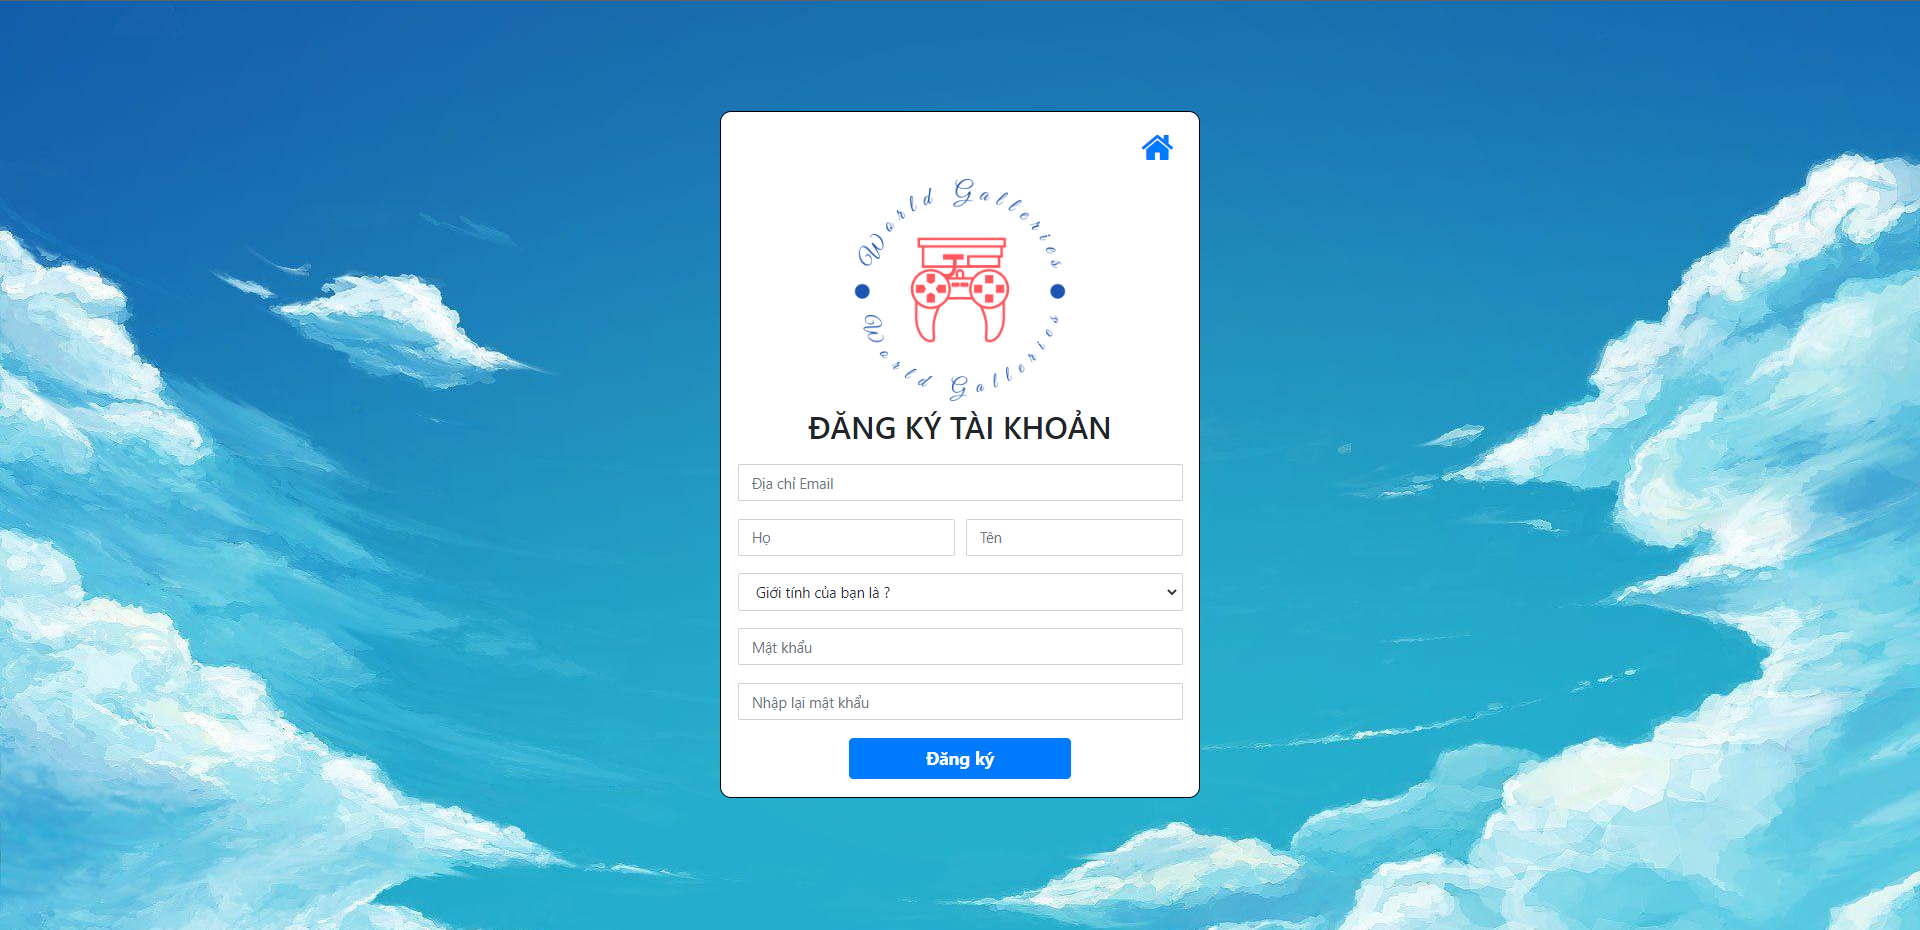 World Galleries
World Galleries
ĐĂNG KÝ TÀI KHOẢN
Địa chỉ Email
Họ Tên
Giới tính của bạn là ?
Mật khẩu
Nhập lại mật khẩu
Đăng ký